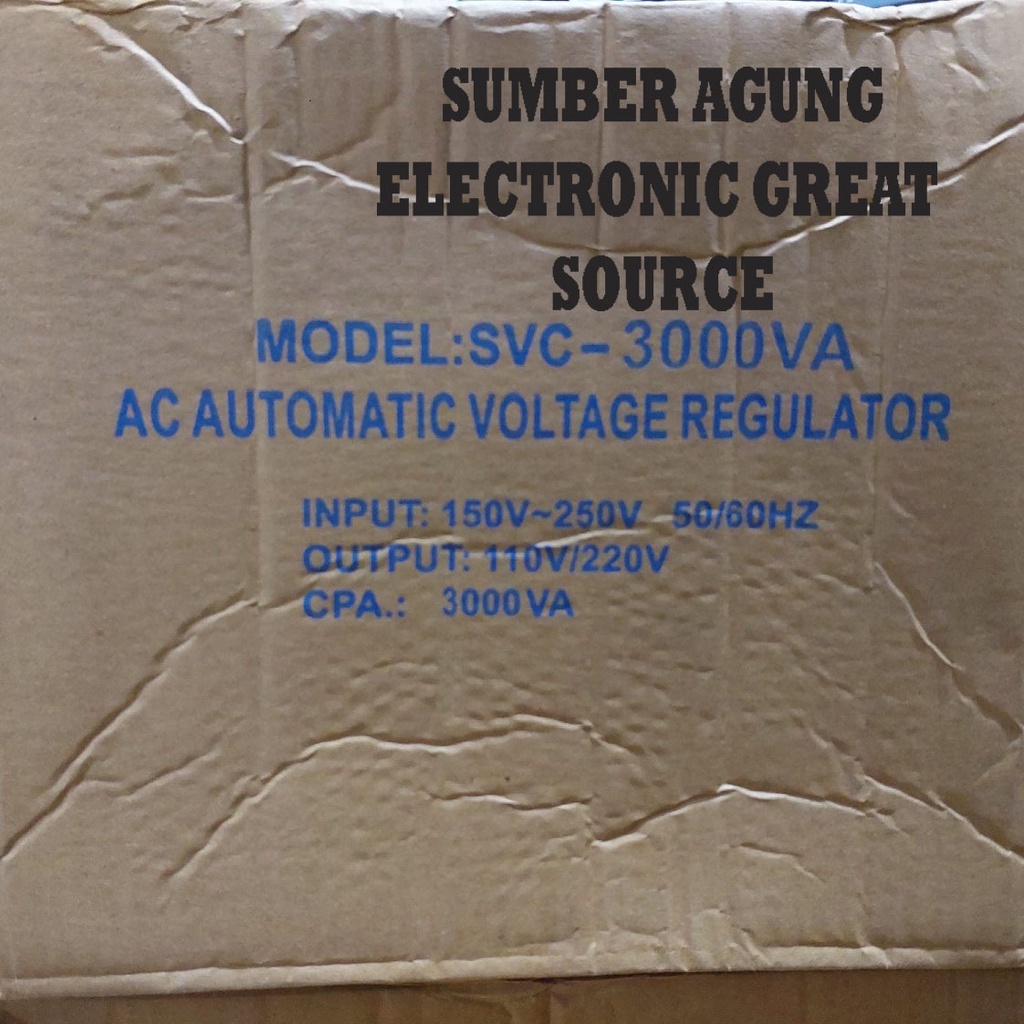 SUMBER AGUNG
ELECTRONIC GREAT
SOURCE
MODEL:SVC-3000VA
AC AUTOMATIC VOLTAGE REGULATOR
INPUT: 150V~250V 50/60HZ
OUTPUT: 110V/220V
CPA.: 3000VA